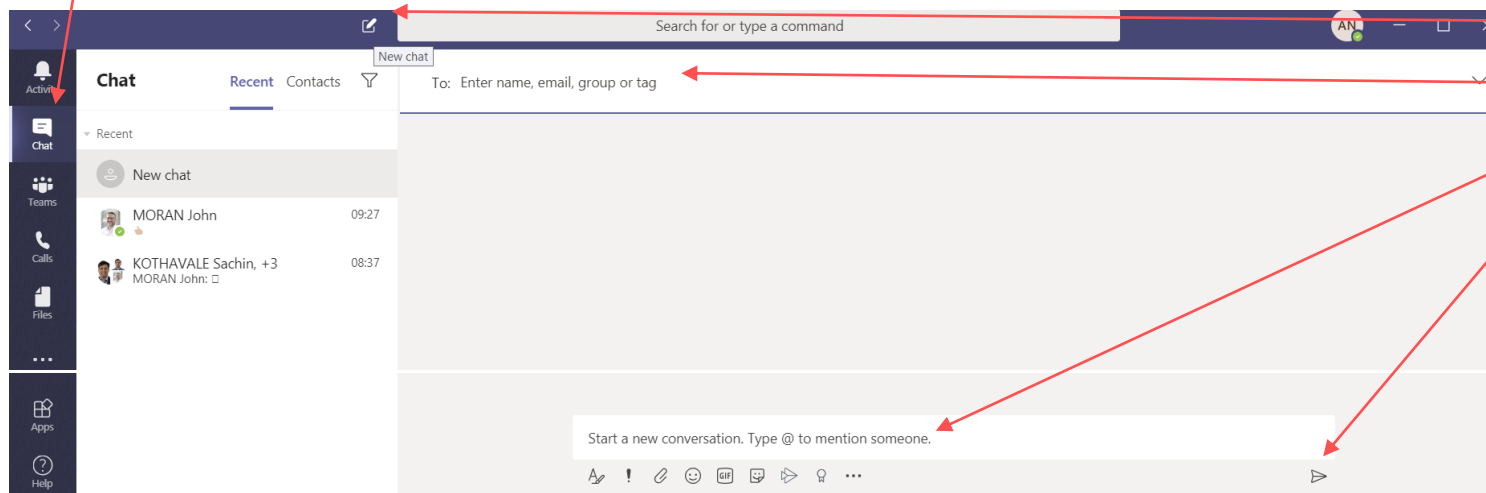 Search for or type a command
AN
New chat
Activity
Chat
Recent
Contacts
To: Enter name, email, group or tag
Chat
Recent
New chat
Teams
MORAN John
09:27
Calls
KOTHAVALE Sachin, +3
08:37
MORAN John:
Files
Apps
Start a new conversation. Type @ to mention someone.
GIF
Help